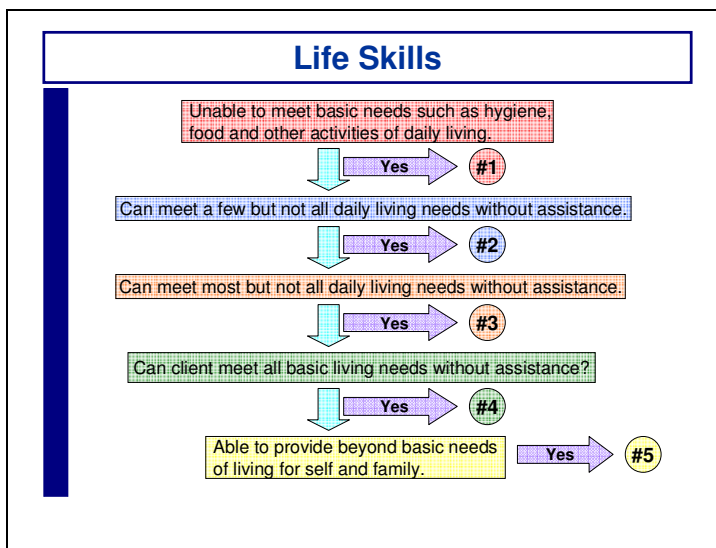 Life Skills
Unable to meet basic needs such as hygiene,
food and other activities of daily living.
Yes
#1
Can meet a few but not all daily living needs without assistance.
Yes
#2
Can meet most but not all daily living needs without assistance.
Yes
#3
Can client meet all basic living needs without assistance?
Yes
#4
Able to provide beyond basic needs
of living for self and family.
Yes
#5